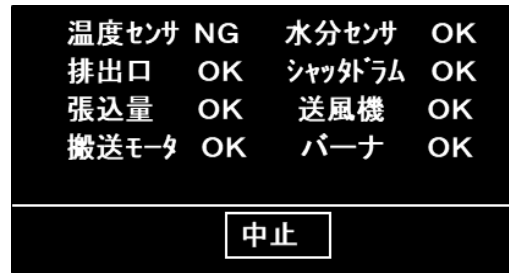 温度ｾﾝｻ NG 水分ｾﾝｻ OK
排出口 OK ｼｬｯﾀﾄﾞﾗﾑ OK
張込量 OK 送風機 OK
搬送ﾓｰﾀ OK バーナ OK
中止